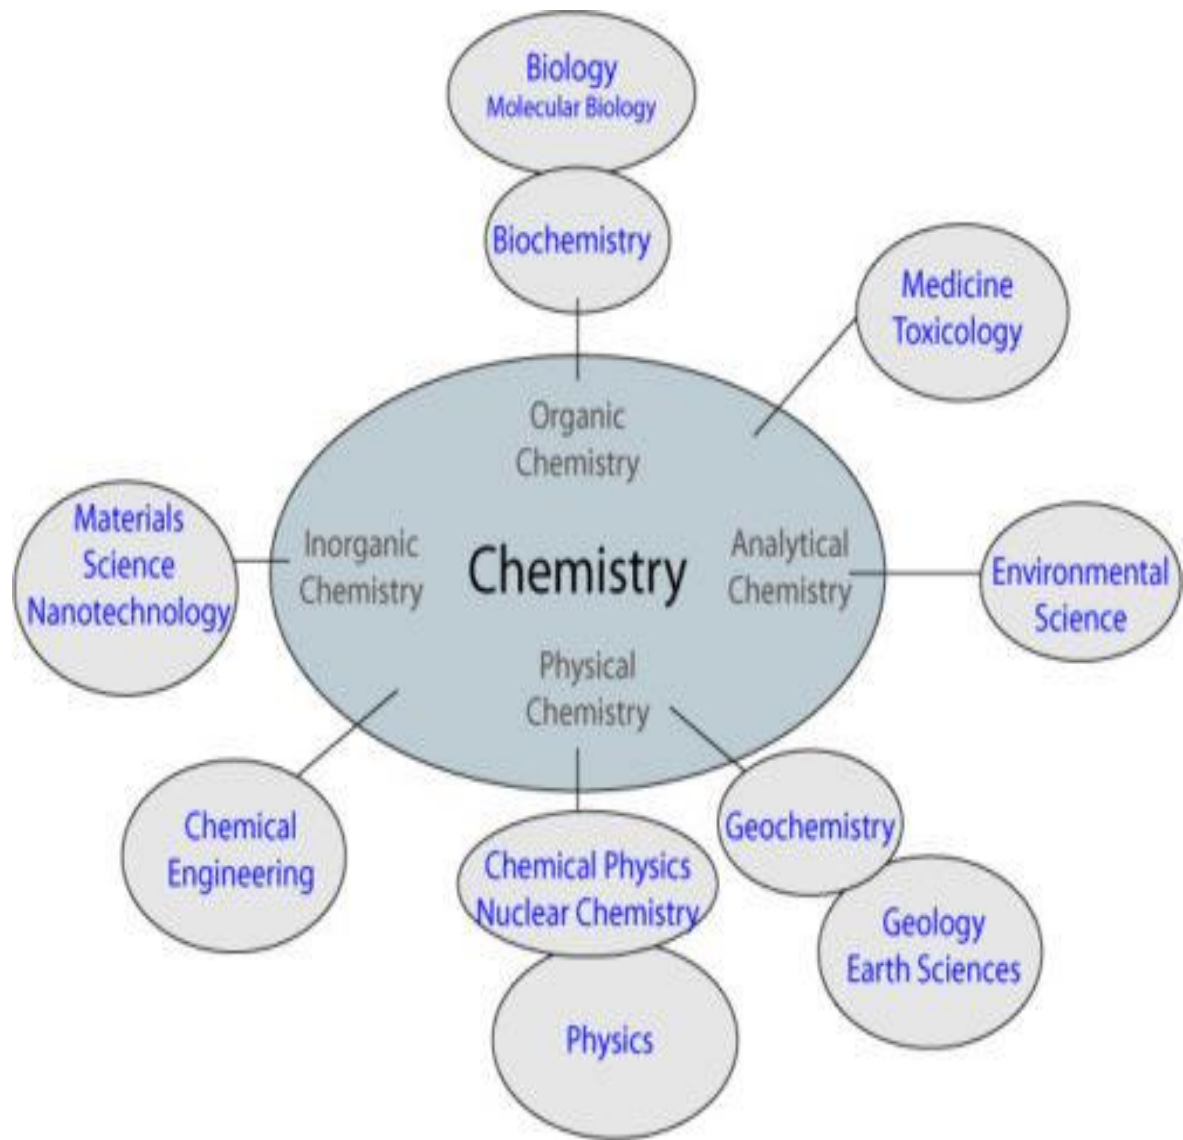 Biology
Molecular Biology
Biochemistry
Medicine
Toxicology
Organic
Chemistry
Materials
Science
Nanotechnology
Inorganic
Chemistry
Chemistry
Analytical
Chemistry
Environmental
Science
Physical
Chemistry
Chemical
Engineering
Chemical Physics
Nuclear Chemistry
Geochemistry
Geology
Earth Sciences
Physics